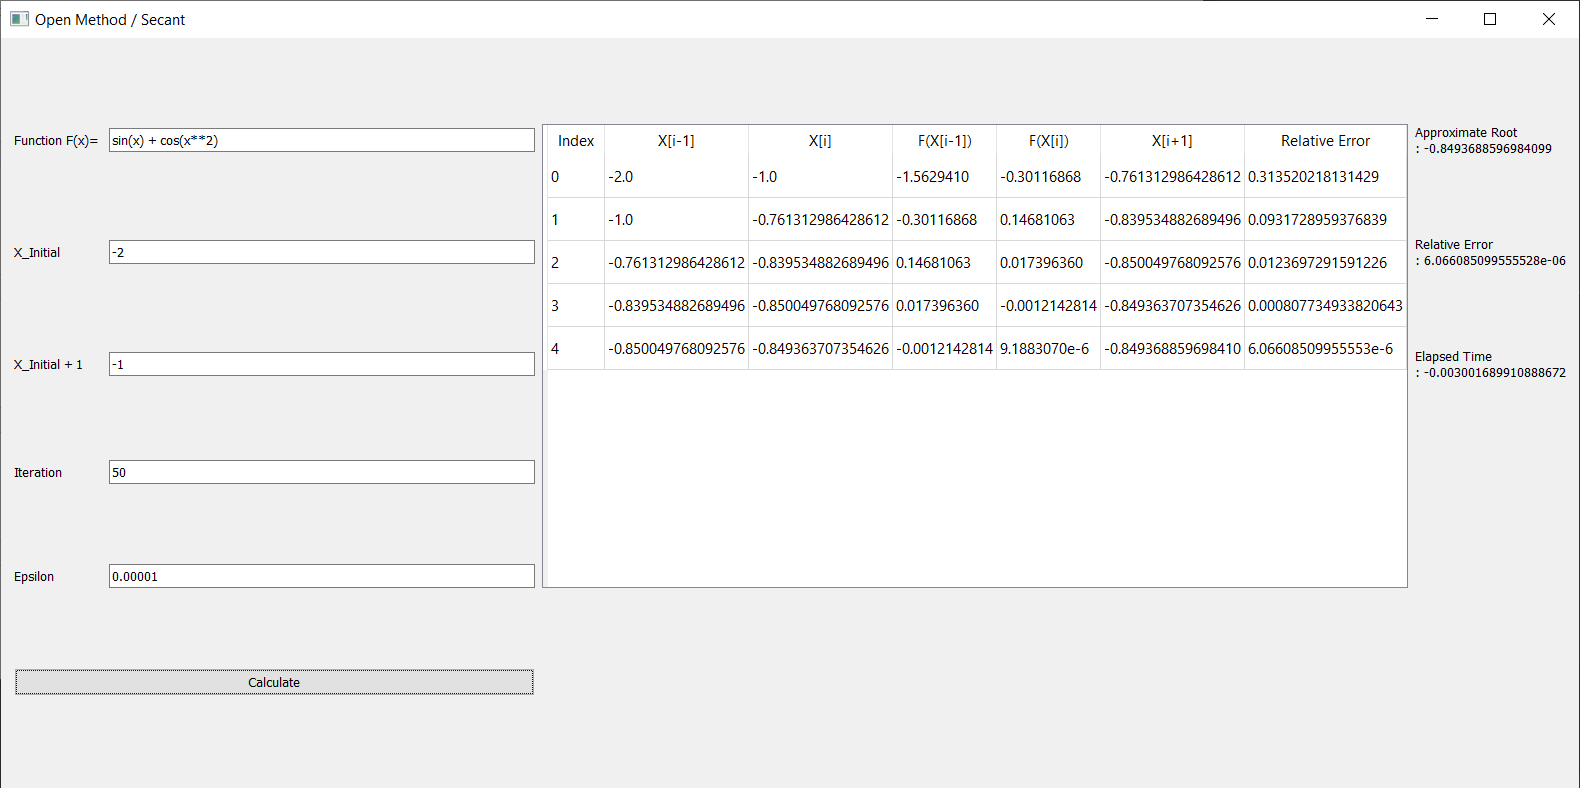 Open Method / Secant
Function F(x)= sin(x) + cos(x**2)
X_Initial -2
X_Initial + 1 -1
Iteration 50
Epsilon 0.00001
Calculate
Index X[i-1] X[i] F(X[i-1]) F(X[i]) X[i+1] Relative Error
0 -2.0 -1.0 -1.5629410 -0.30116868 -0.761312986428612 0.313520218131429
1 -1.0 -0.761312986428612 -0.30116868 0.14681063 -0.839534882689496 0.0931728959376839
2 -0.761312986428612 -0.839534882689496 0.14681063 0.017396360 -0.850049768092576 0.0123697291591226
3 -0.839534882689496 -0.850049768092576 0.017396360 -0.0012142814 -0.849363707354626 0.000807734933820643
4 -0.850049768092576 -0.849363707354626 -0.0012142814 9.1883070e-6 -0.849368859698410 6.06608509955553e-6
Approximate Root
: -0.8493688596984099
Relative Error
: 6.066085099555528e-06
Elapsed Time
: -0.003001689910888672